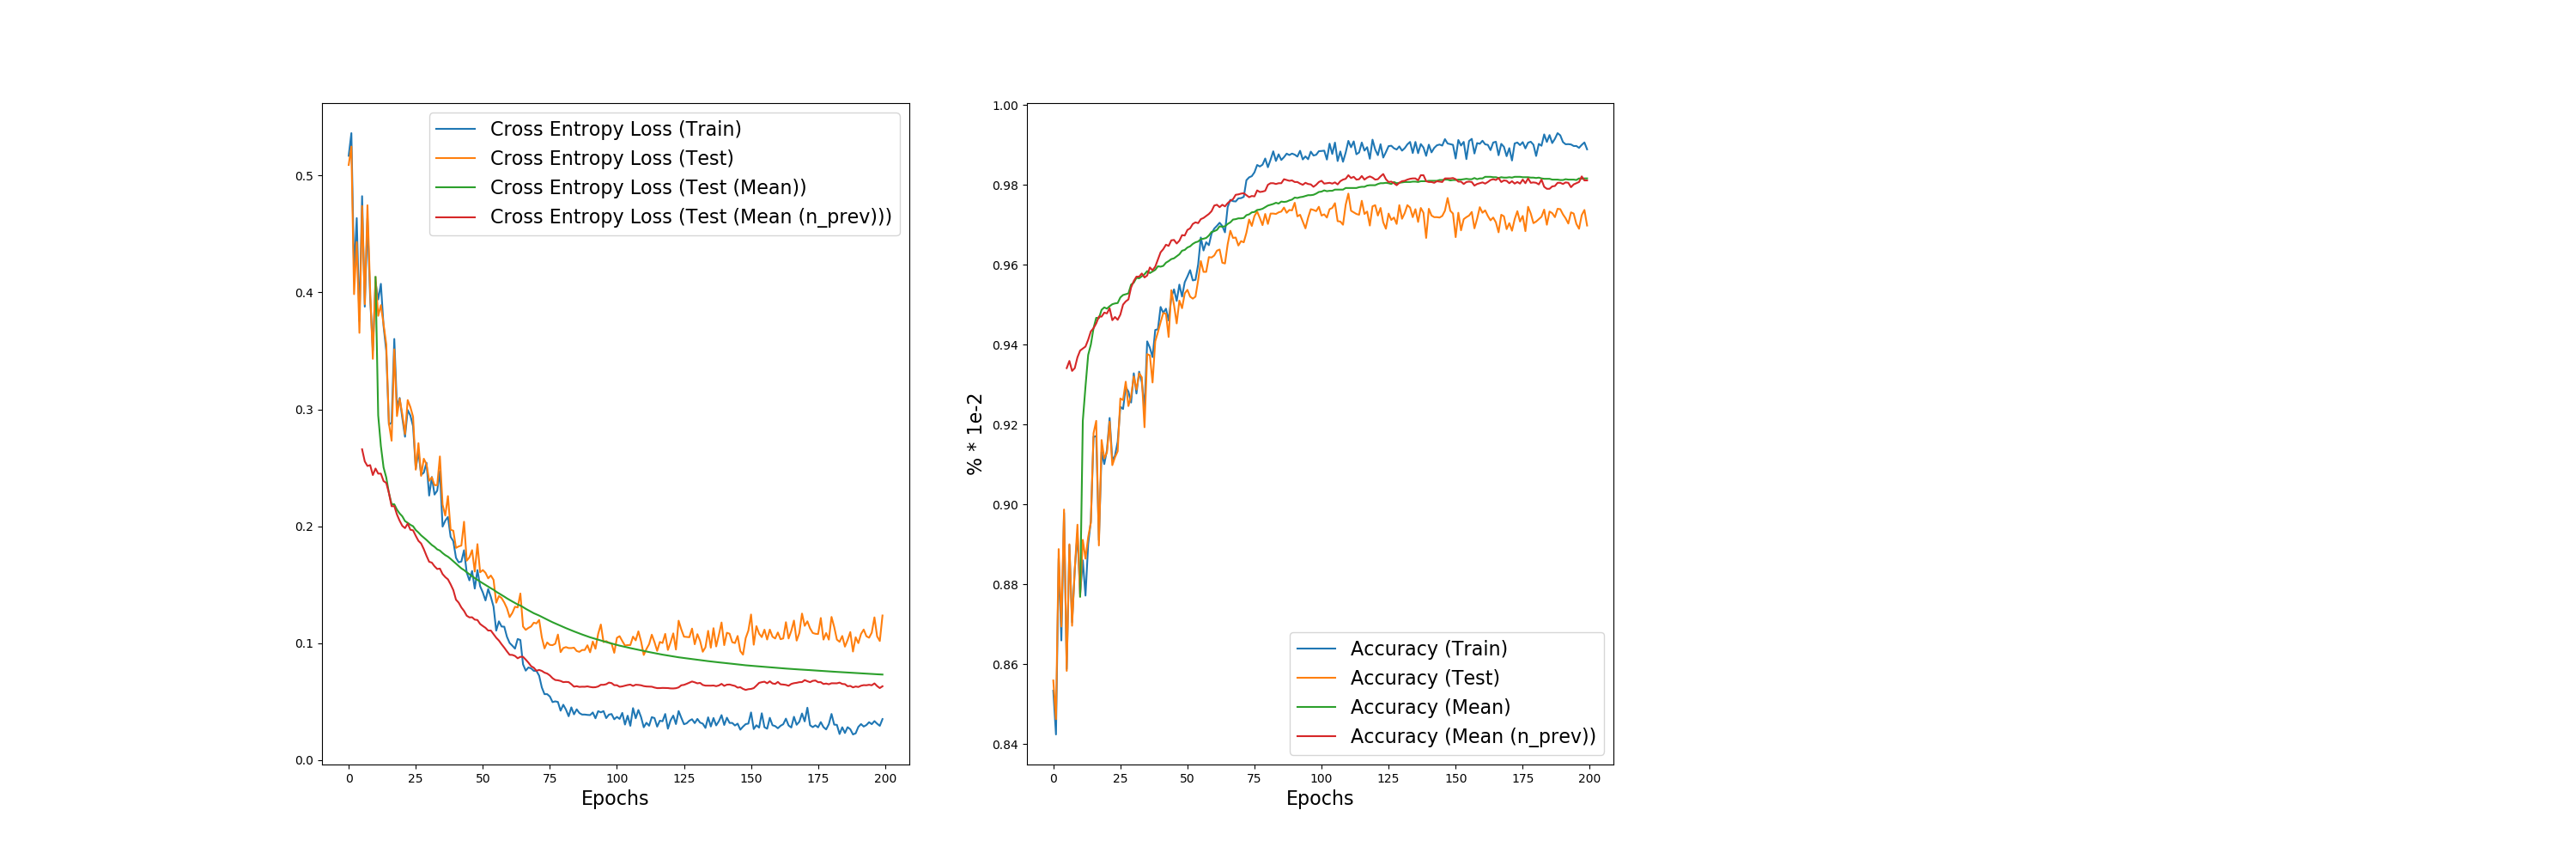 Cross Entropy Loss (Train)
Cross Entropy Loss (Test)
Cross Entropy Loss (Test (Mean))
Cross Entropy Loss (Test (Mean (n_prev)))
0.5
0.4
0.3
0.2
0.1
0.0
0 25 50 75 100 125 150 175 200
Epochs
1.00
0.98
0.96
0.94
0.92
0.90
0.88
0.86
0.84
% * 1e-2
Accuracy (Train)
Accuracy (Test)
Accuracy (Mean)
Accuracy (Mean (n_prev))
0 25 50 75 100 125 150 175 200
Epochs